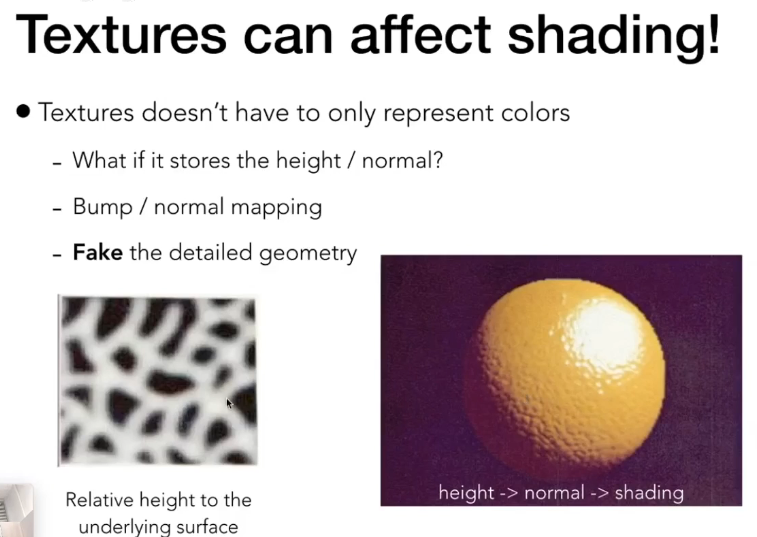 Textures can affect shading!
● Textures doesn’t have to only represent colors
- What if it stores the height / normal?
- Bump / normal mapping
- Fake the detailed geometry
Relative height to the
underlying surface
height -> normal -> shading